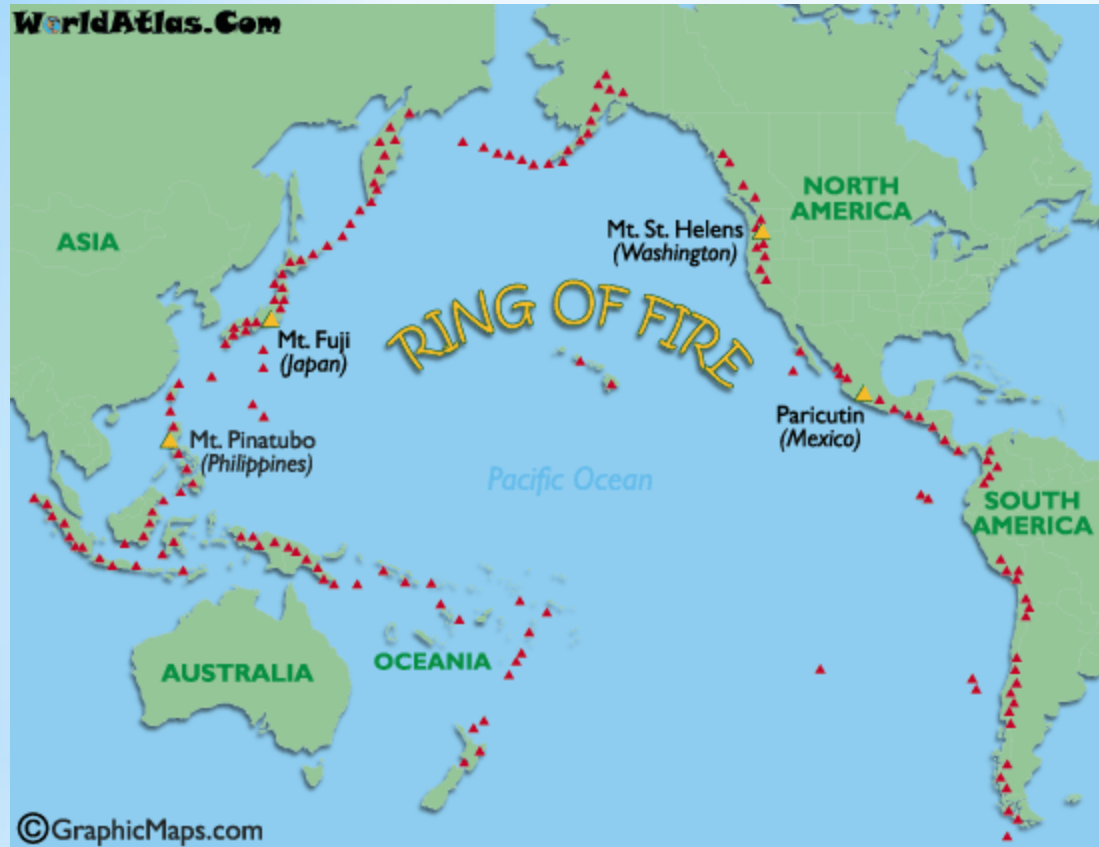 WorldAtlas.Com
NORTH
AMERICA
ASIA
Mt. St. Helens
(Washington)
RING OF FIRE
Mt. Fuji
(Japan)
Paricutin
(Mexico)
Mt. Pinatubo
(Philippines)
Pacific Ocean
SOUTH
AMERICA
OCEANIA
AUSTRALIA
©GraphicMaps.com